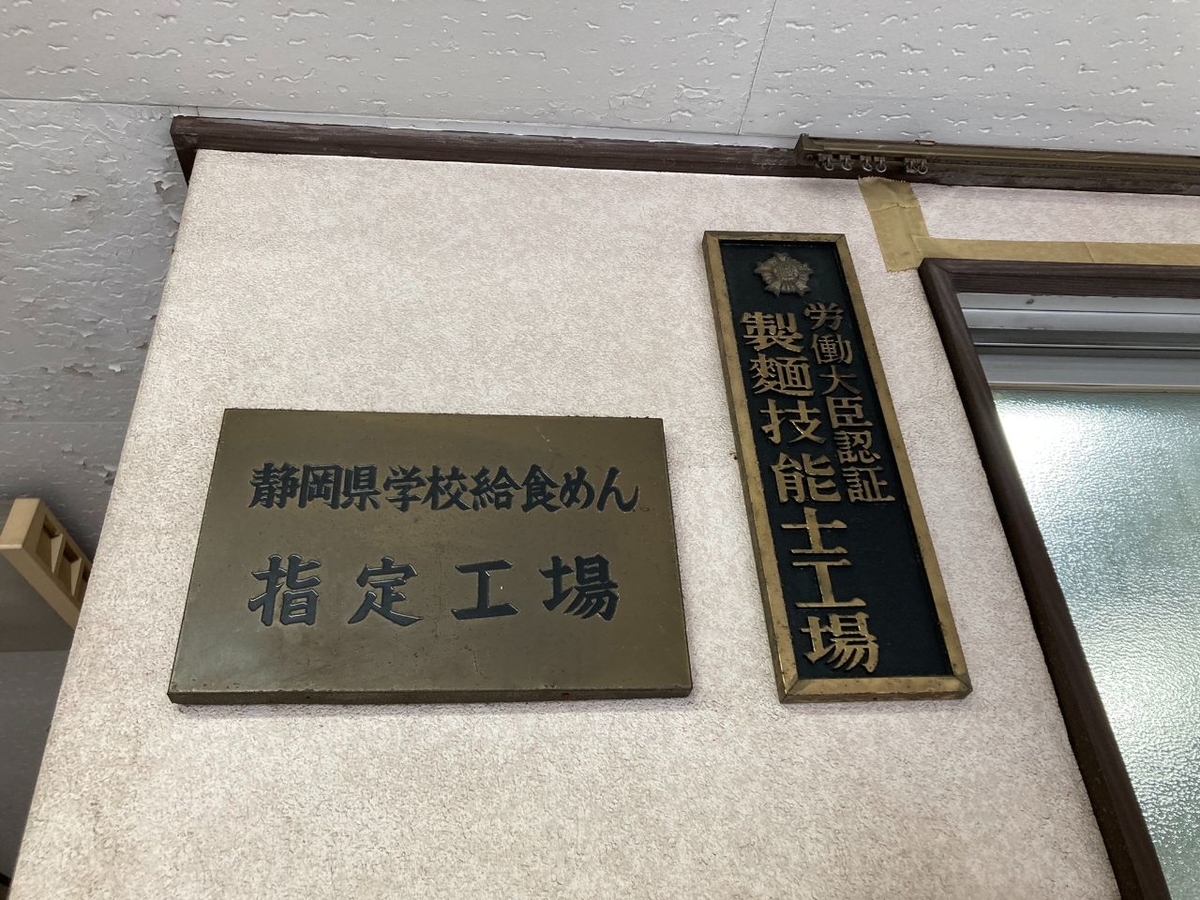 静岡県学校給食めん
指定工場
労働大臣認証
製麵技能士工場